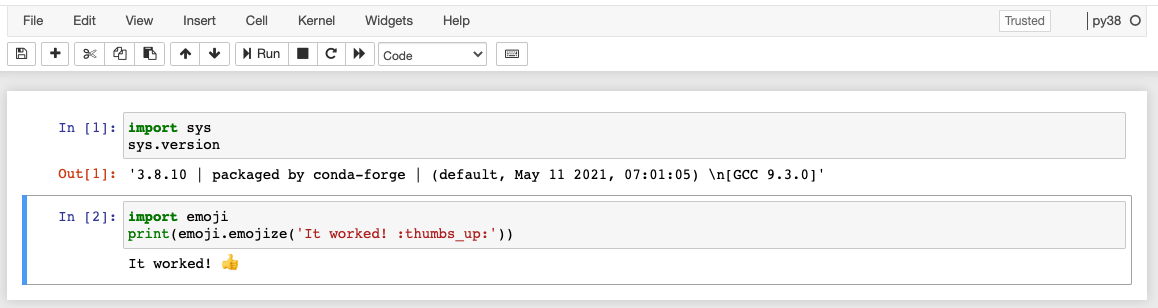 File Edit View Insert Cell Kernel Widgets Help Trusted py38
Run Code
In [1]: import sys
sys.version
Out[1]: '3.8.10 | packaged by conda-forge | (default, May 11 2021, 07:01:05) \n[GCC 9.3.0]'
In [2]: import emoji
print(emoji.emojize('It worked! :thumbs_up:'))
It worked! 👍